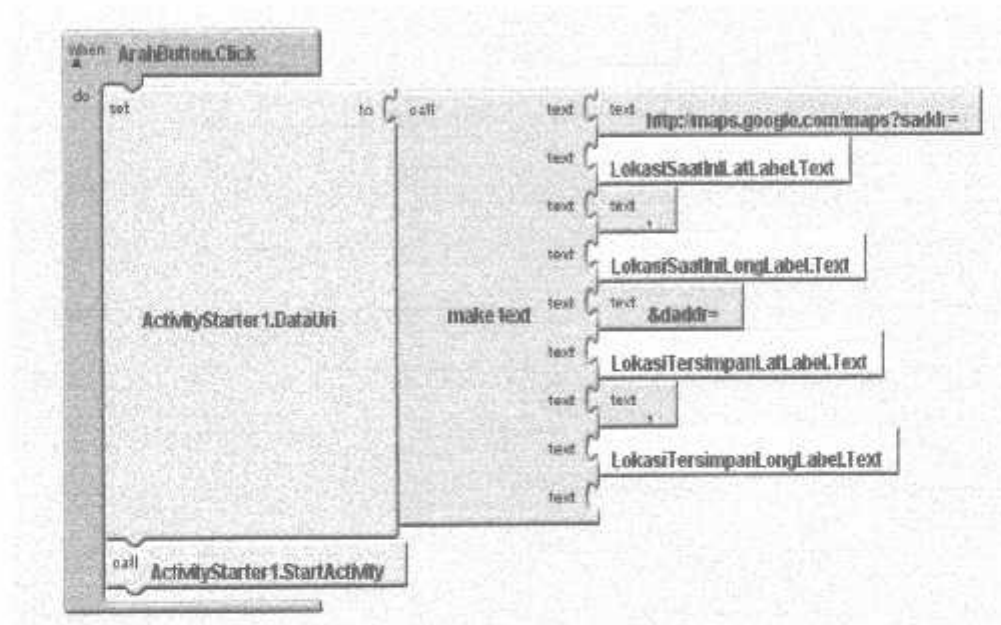 when ArahButton.Click
do
set
to
call
text
text
http://maps.google.com/maps?saddr=
text
LokasiSaatIniLatLabel.Text
text
text
,
text
LokasiSaatIniLongLabel.Text
ActivityStarter1.DataUri
make text
text
text
&daddr=
text
LokasiTersimpanLatLabel.Text
text
text
,
text
LokasiTersimpanLongLabel.Text
text
call ActivityStarter1.StartActivity